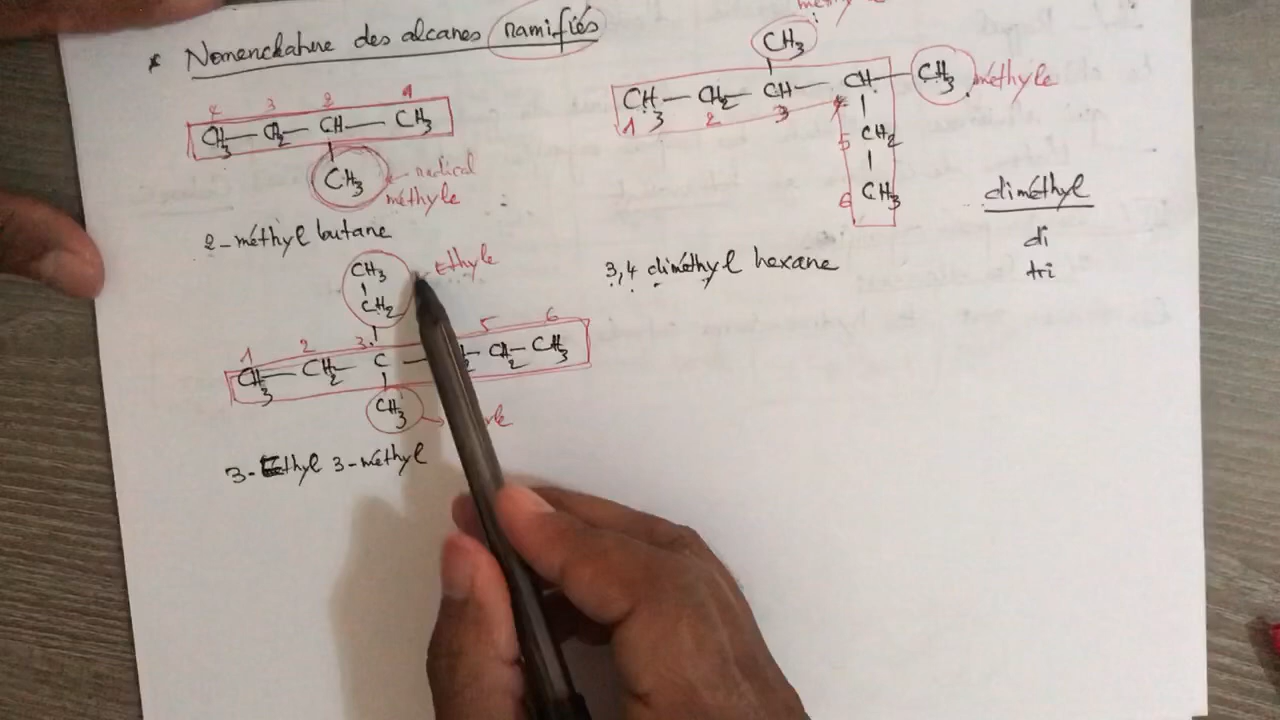 * Nomenclature des alcanes ramifiés
4 3 2 1
CH3 — CH2 — CH — CH3
CH3 ← radical
méthyle
2-méthyl butane
CH3 Ethyle
CH2
1 2 3 5 6
CH3 — CH2 — C — CH2 — CH3
CH3
3-Ethyl 3-méthyl
CH3
CH3 — CH2 — CH — CH — CH3 méthyle
1 2 3 4
5 CH2
6 CH3
3,4 diméthyl hexane
diméthyl
di
tri